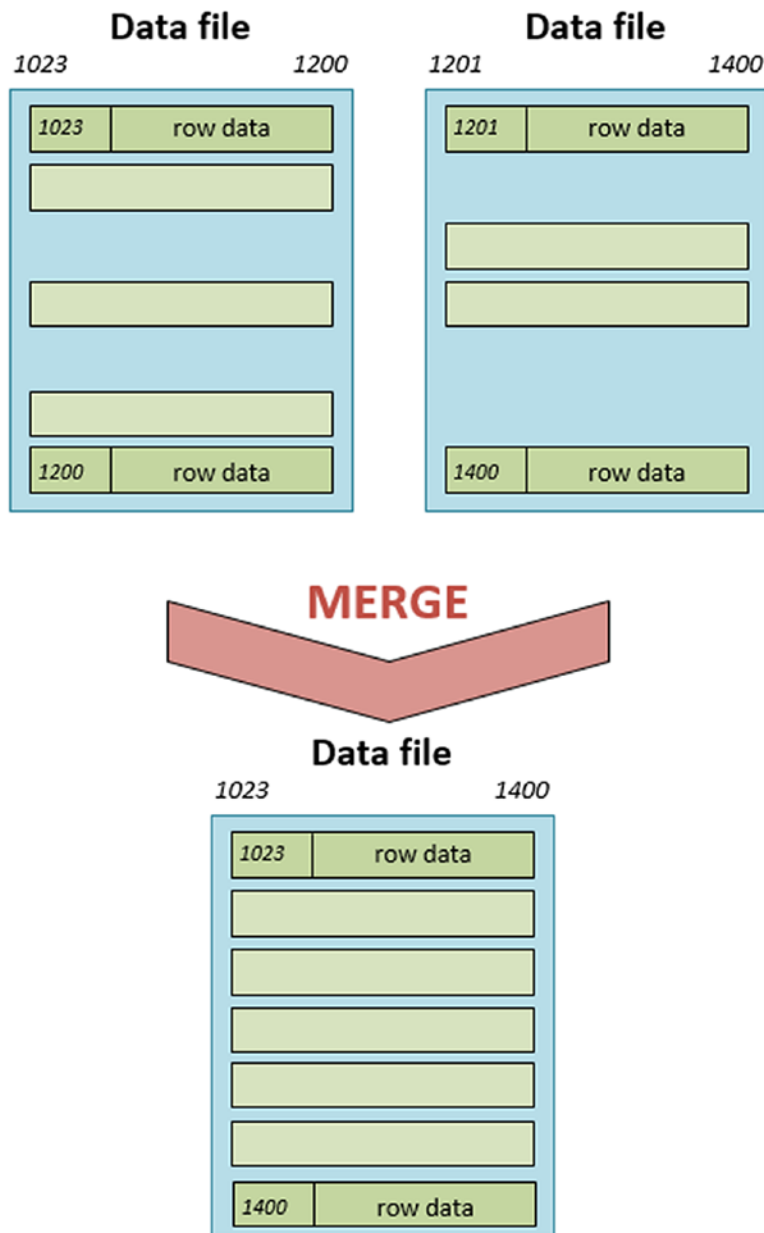 Data file
1023 1200
1023 row data
1200 row data
Data file
1201 1400
1201 row data
1400 row data
MERGE
Data file
1023 1400
1023 row data
1400 row data